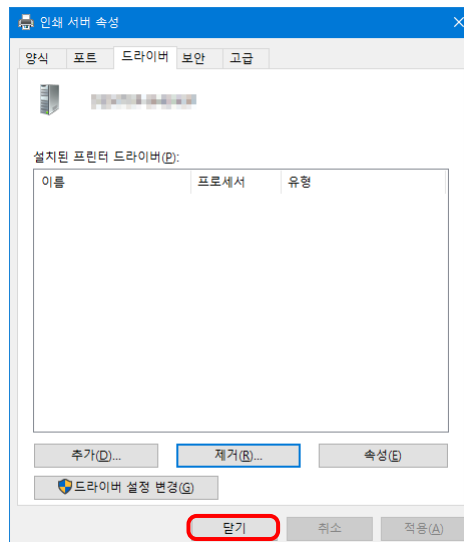 인쇄 서버 속성
양식 포트 드라이버 보안 고급
설치된 프린터 드라이버(P):
이름 프로세서 유형
추가(D)... 제거(R)... 속성(E)
드라이버 설정 변경(G)
닫기 취소 적용(A)